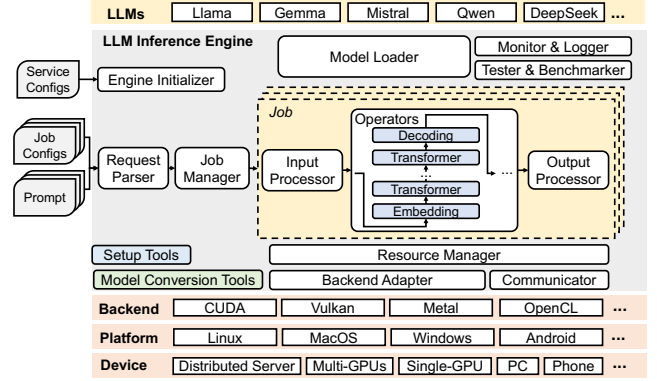 LLMs Llama Gemma Mistral Qwen DeepSeek ...
LLM Inference Engine
Model Loader
Monitor & Logger
Tester & Benchmarker
Service
Configs
Engine Initializer
Job
Configs
Prompt
Request
Parser
Job
Manager
Job
Input
Processor
Operators
Decoding
Transformer
...
Transformer
Embedding
...
Output
Processor
Setup Tools
Resource Manager
Model Conversion Tools
Backend Adapter
Communicator
Backend CUDA Vulkan Metal OpenCL ...
Platform Linux MacOS Windows Android ...
Device Distributed Server Multi-GPUs Single-GPU PC Phone ...